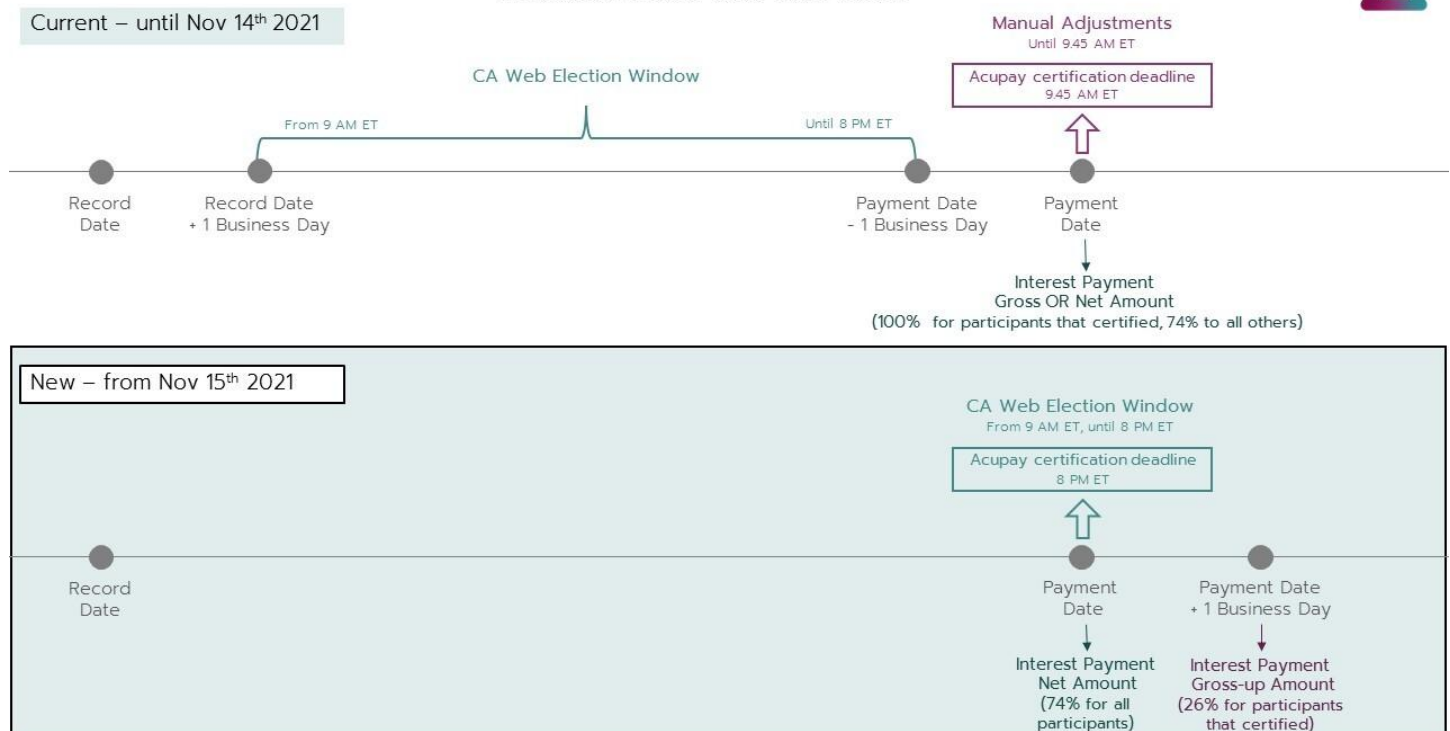 Current – until Nov 14th 2021
Manual Adjustments
Until 9.45 AM ET
CA Web Election Window
Acupay certification deadline
9.45 AM ET
From 9 AM ET
Until 8 PM ET
Record
Date
Record Date
+ 1 Business Day
Payment Date
- 1 Business Day
Payment
Date
Interest Payment
Gross OR Net Amount
(100% for participants that certified, 74% to all others)
New – from Nov 15th 2021
CA Web Election Window
From 9 AM ET, until 8 PM ET
Acupay certification deadline
8 PM ET
Record
Date
Payment
Date
Payment Date
+ 1 Business Day
Interest Payment
Net Amount
(74% for all
participants)
Interest Payment
Gross-up Amount
(26% for participants
that certified)